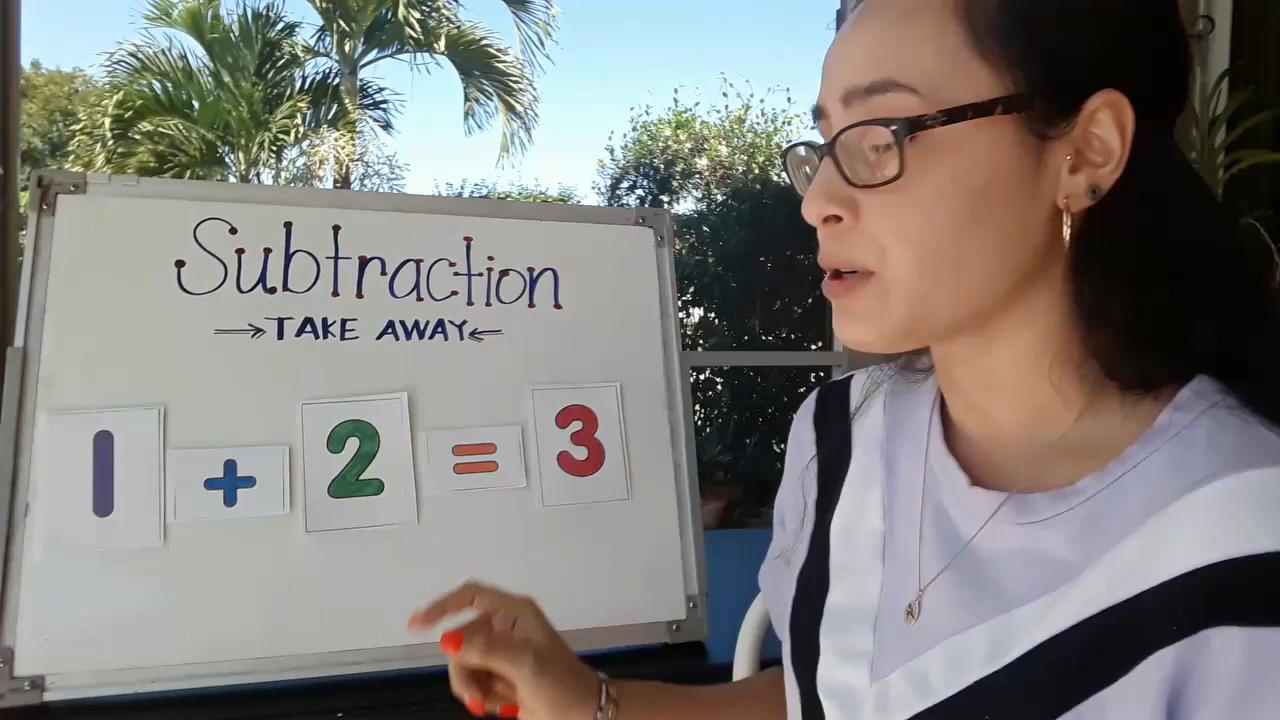 Subtraction
TAKE AWAY
1 + 2 = 3